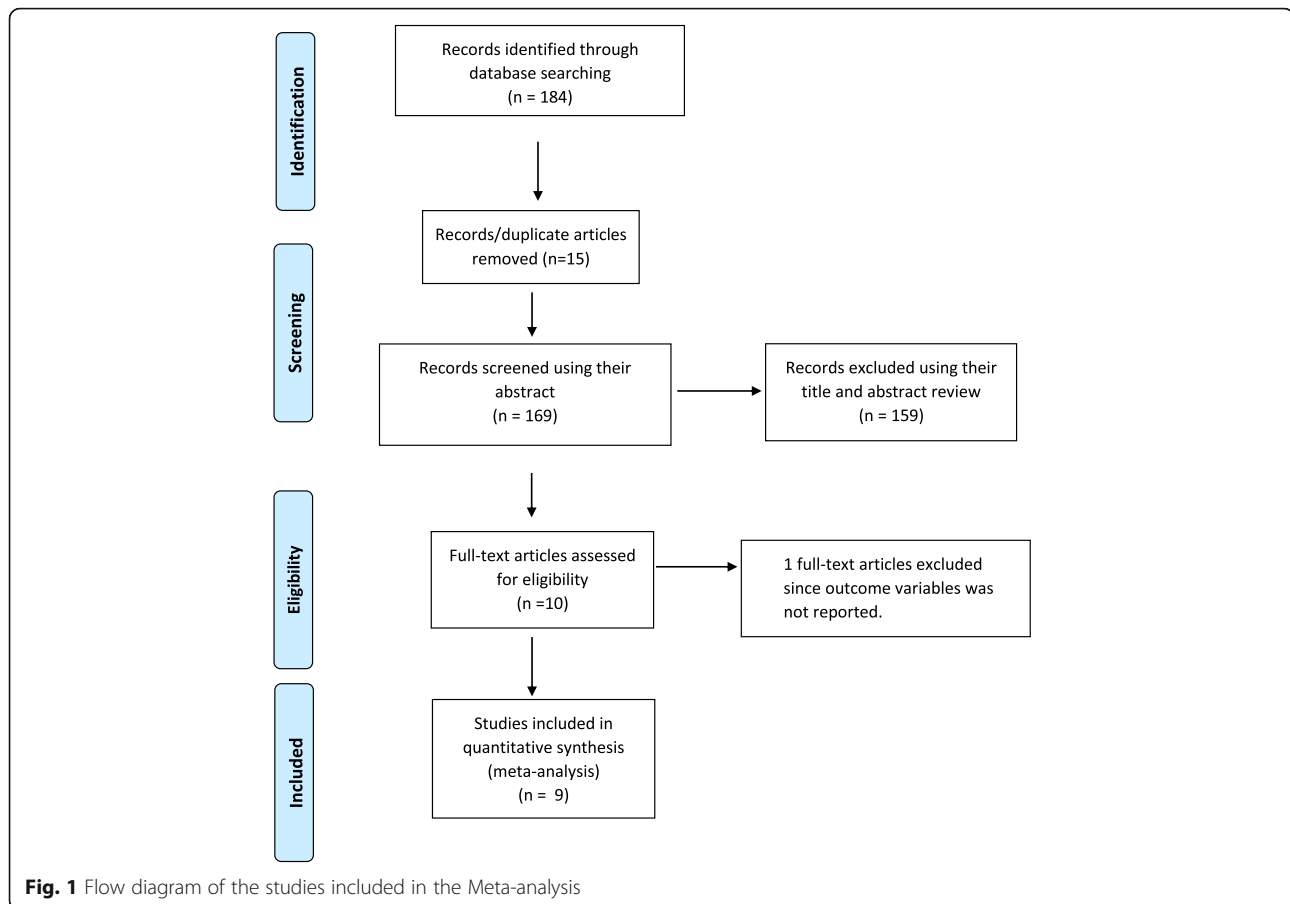 Identification
Records identified through
database searching
(n = 184)
Records/duplicate articles
removed (n=15)
Screening
Records screened using their
abstract
(n = 169)
Records excluded using their
title and abstract review
(n = 159)
Eligibility
Full-text articles assessed
for eligibility
(n =10)
1 full-text articles excluded
since outcome variables was
not reported.
Included
Studies included in
quantitative synthesis
(meta-analysis)
(n = 9)
Fig. 1 Flow diagram of the studies included in the Meta-analysis